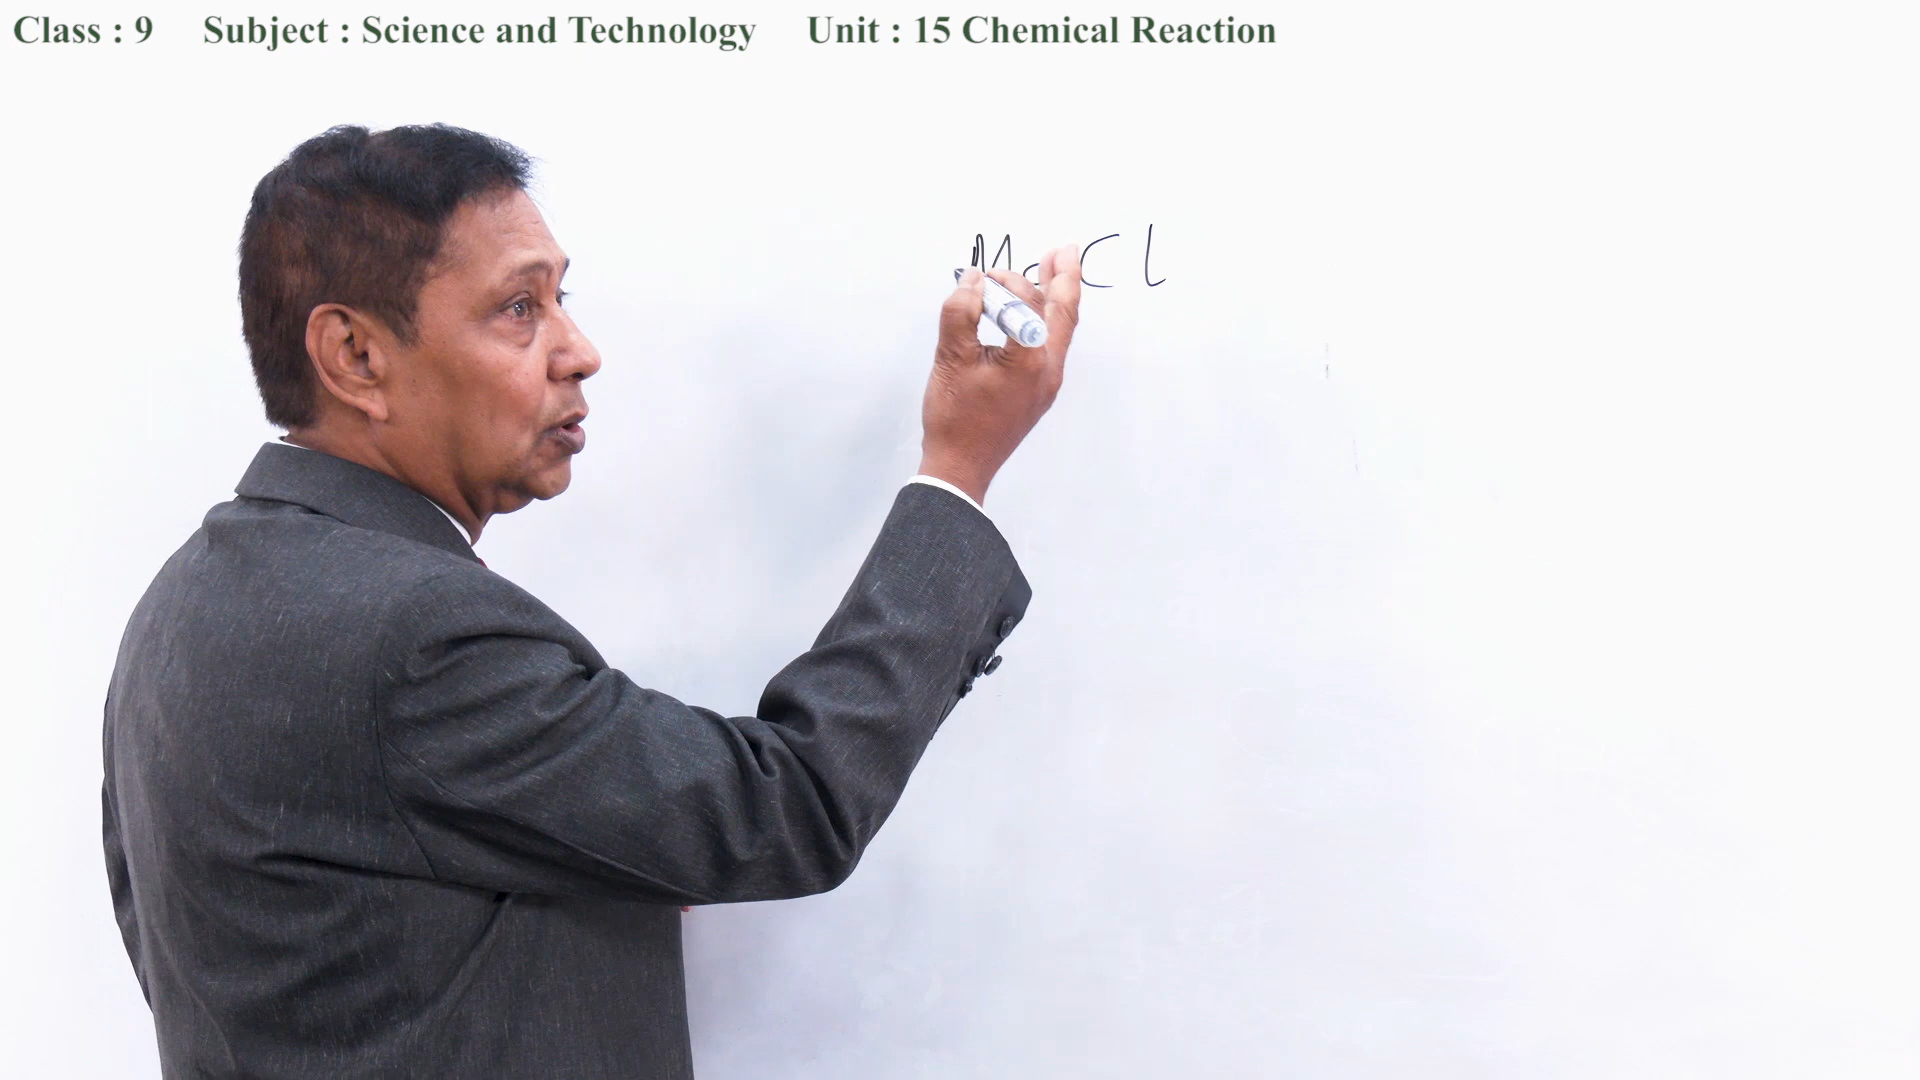 Class : 9 Subject : Science and Technology Unit : 15 Chemical Reaction
Cl